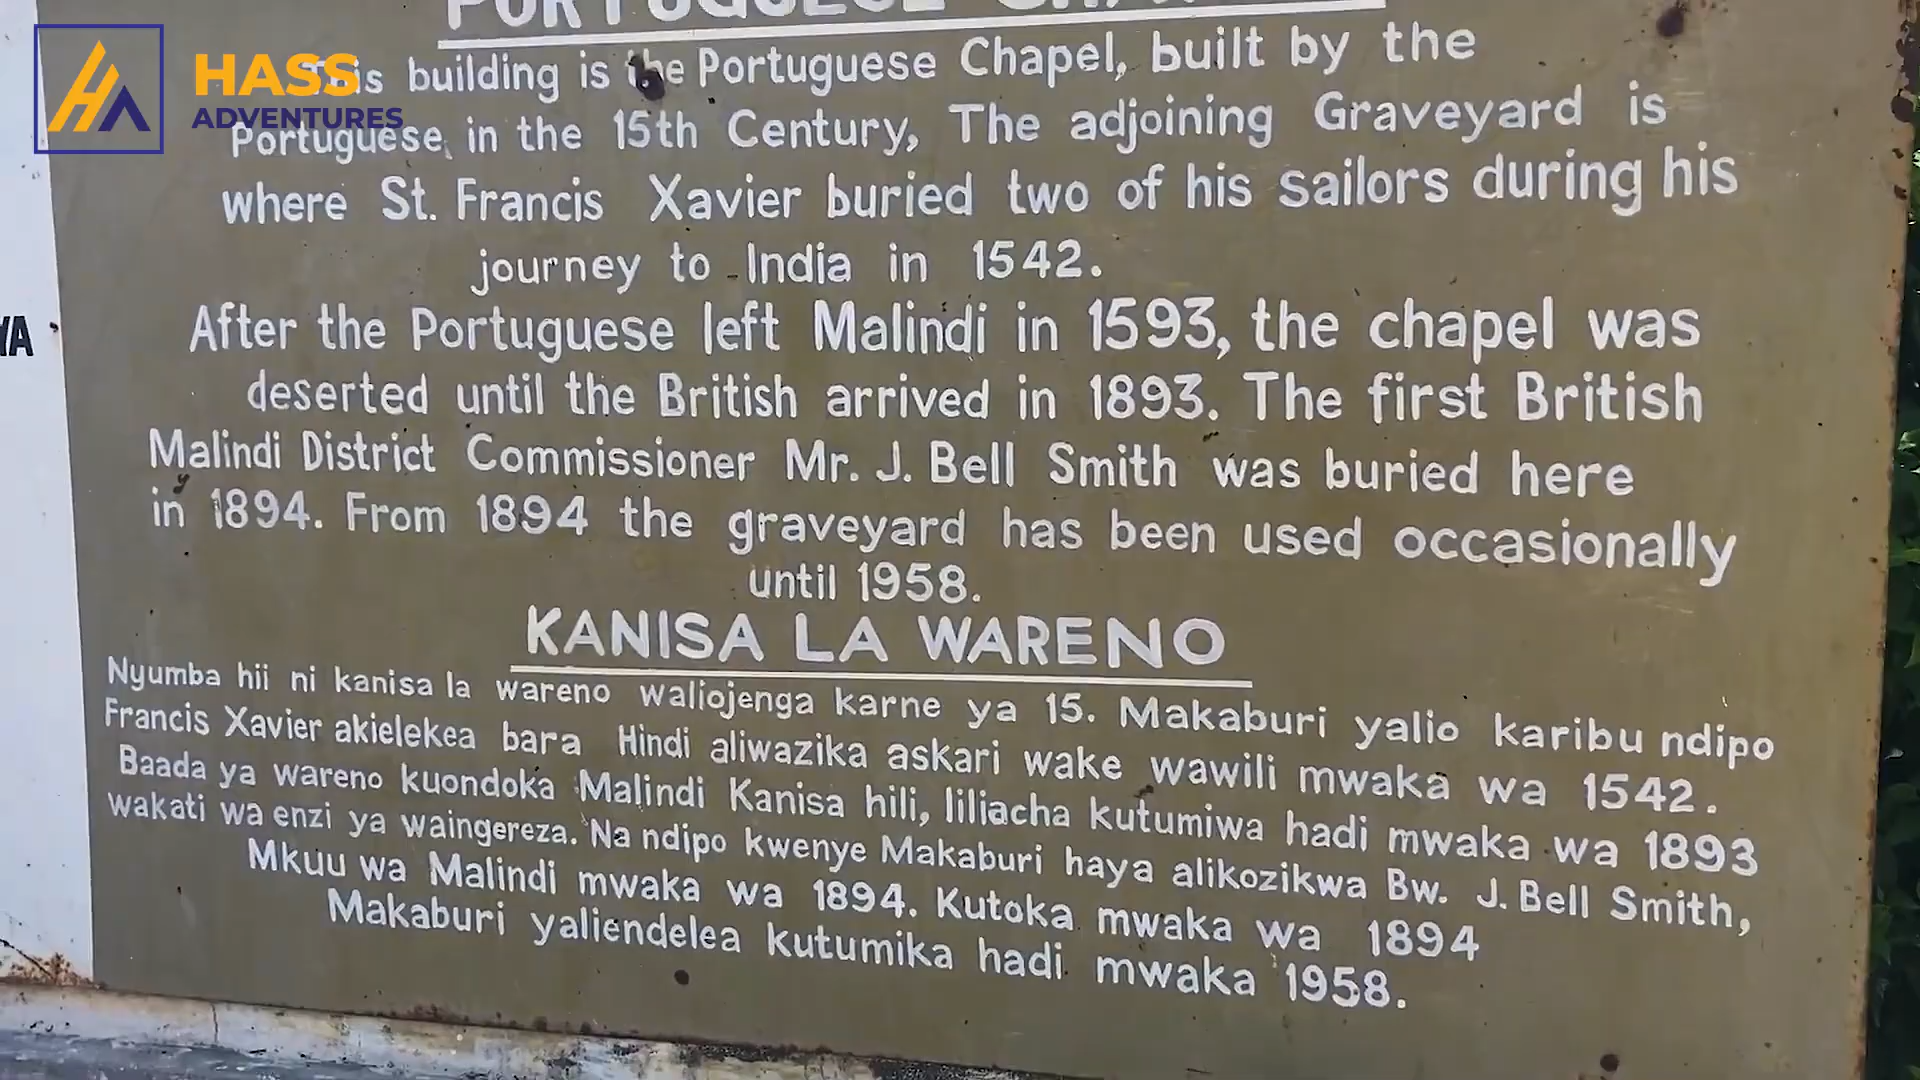 HASS
ADVENTURES
PORTUGUESE
This building is the Portuguese Chapel, built by the
Portuguese in the 15th Century, The adjoining Graveyard is
where St. Francis Xavier buried two of his sailors during his
journey to India in 1542.
After the Portuguese left Malindi in 1593, the chapel was
deserted until the British arrived in 1893. The first British
Malindi District Commissioner Mr. J. Bell Smith was buried here
in 1894. From 1894 the graveyard has been used occasionally
until 1958.
KANISA LA WARENO
Nyumba hii ni kanisa la wareno waliojenga karne ya 15. Makaburi yalio karibu ndipo
Francis Xavier akielekea bara Hindi aliwazika askari wake wawili mwaka wa 1542.
Baada ya wareno kuondoka Malindi Kanisa hili, liliacha kutumiwa hadi mwaka wa 1893
wakati wa enzi ya waingereza. Na ndipo kwenye Makaburi haya alikozikwa Bw. J. Bell Smith,
Mkuu wa Malindi mwaka wa 1894. Kutoka mwaka wa 1894
Makaburi yaliendelea kutumika hadi mwaka 1958.
YA